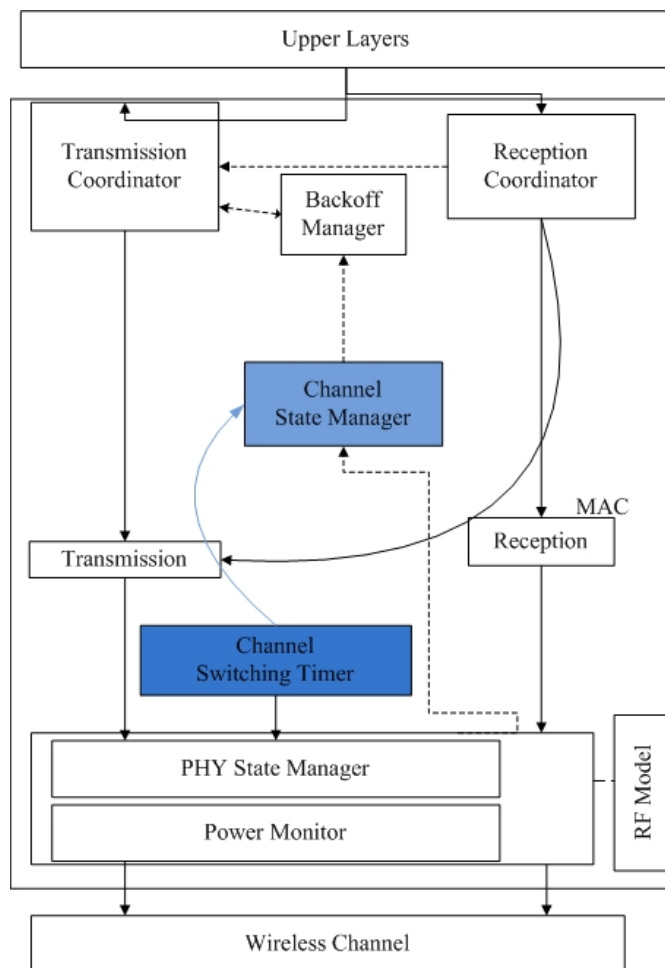 Upper Layers
Transmission
Coordinator
Reception
Coordinator
Backoff
Manager
Channel
State Manager
MAC
Transmission
Reception
Channel
Switching Timer
PHY State Manager
RF Model
Power Monitor
Wireless Channel